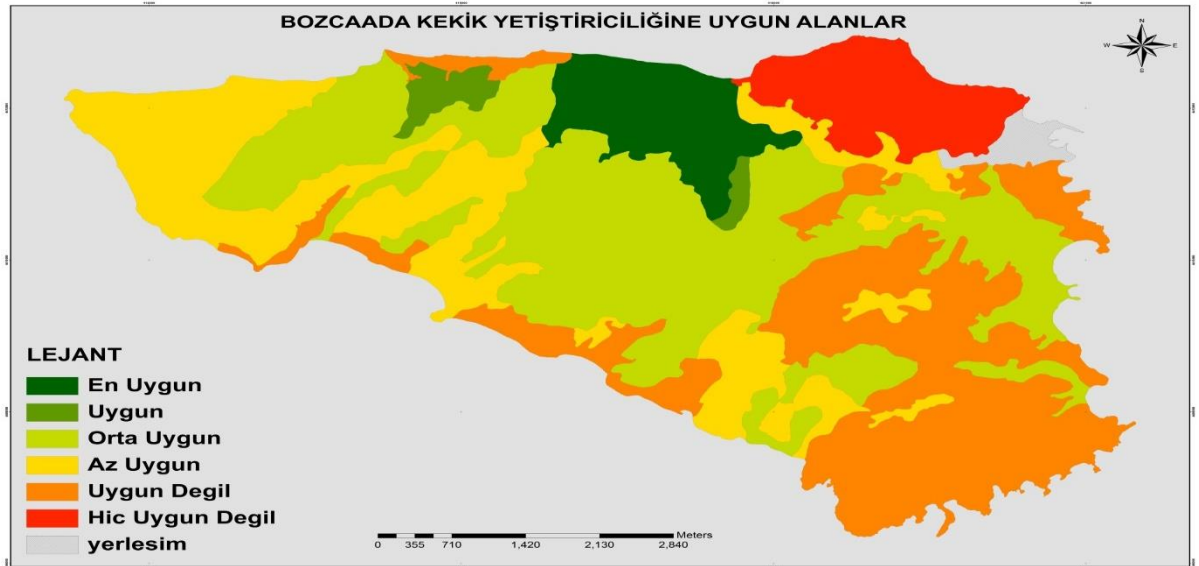 BOZCAADA KEKİK YETİŞTİRİCİLİĞİNE UYGUN ALANLAR
N
W E
S
LEJANT
En Uygun
Uygun
Orta Uygun
Az Uygun
Uygun Degil
Hic Uygun Degil
yerlesim
Meters
0 355 710 1,420 2,130 2,840